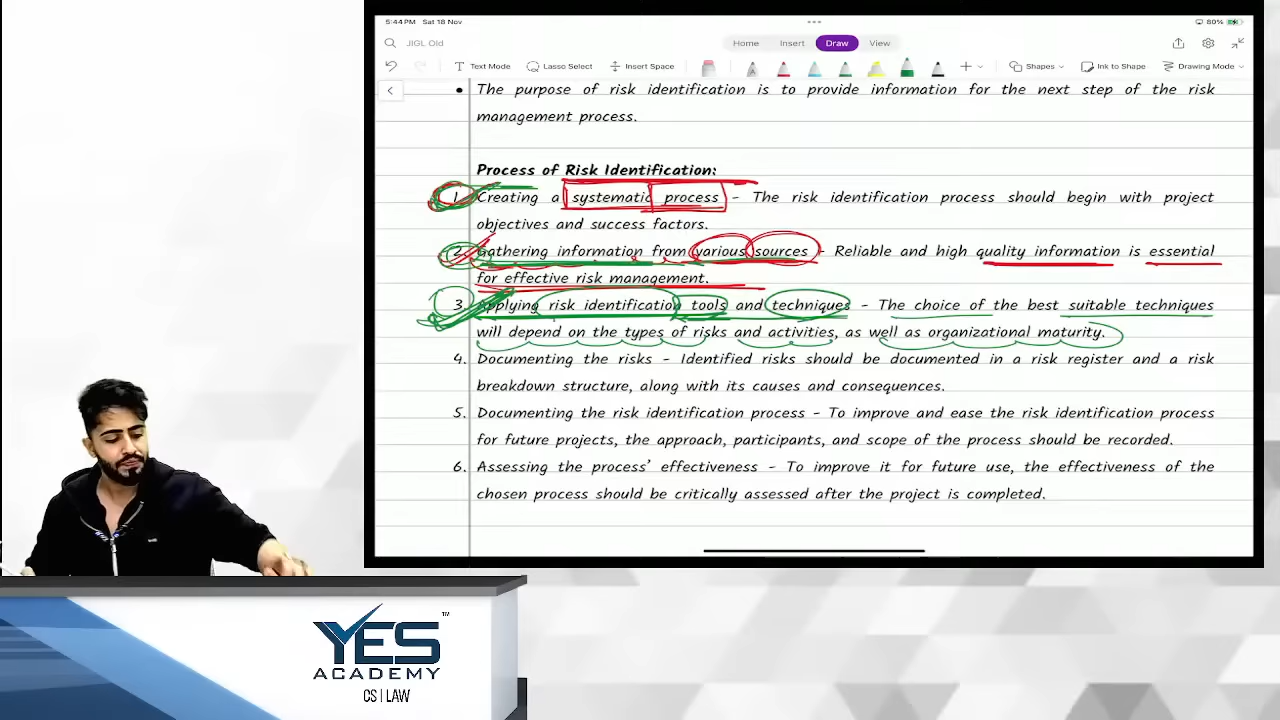 5:44 PM Sat 18 Nov
80%
JIGL Old
Home Insert Draw View
Text Mode Lasso Select Insert Space Shapes Ink to Shape Drawing Mode
• The purpose of risk identification is to provide information for the next step of the risk
management process.
Process of Risk Identification:
1. Creating a systematic process - The risk identification process should begin with project
objectives and success factors.
2. Gathering information from various sources - Reliable and high quality information is essential
for effective risk management.
3. Applying risk identification tools and techniques - The choice of the best suitable techniques
will depend on the types of risks and activities, as well as organizational maturity.
4. Documenting the risks - Identified risks should be documented in a risk register and a risk
breakdown structure, along with its causes and consequences.
5. Documenting the risk identification process - To improve and ease the risk identification process
for future projects, the approach, participants, and scope of the process should be recorded.
6. Assessing the process' effectiveness - To improve it for future use, the effectiveness of the
chosen process should be critically assessed after the project is completed.
YES™
ACADEMY
CS | LAW